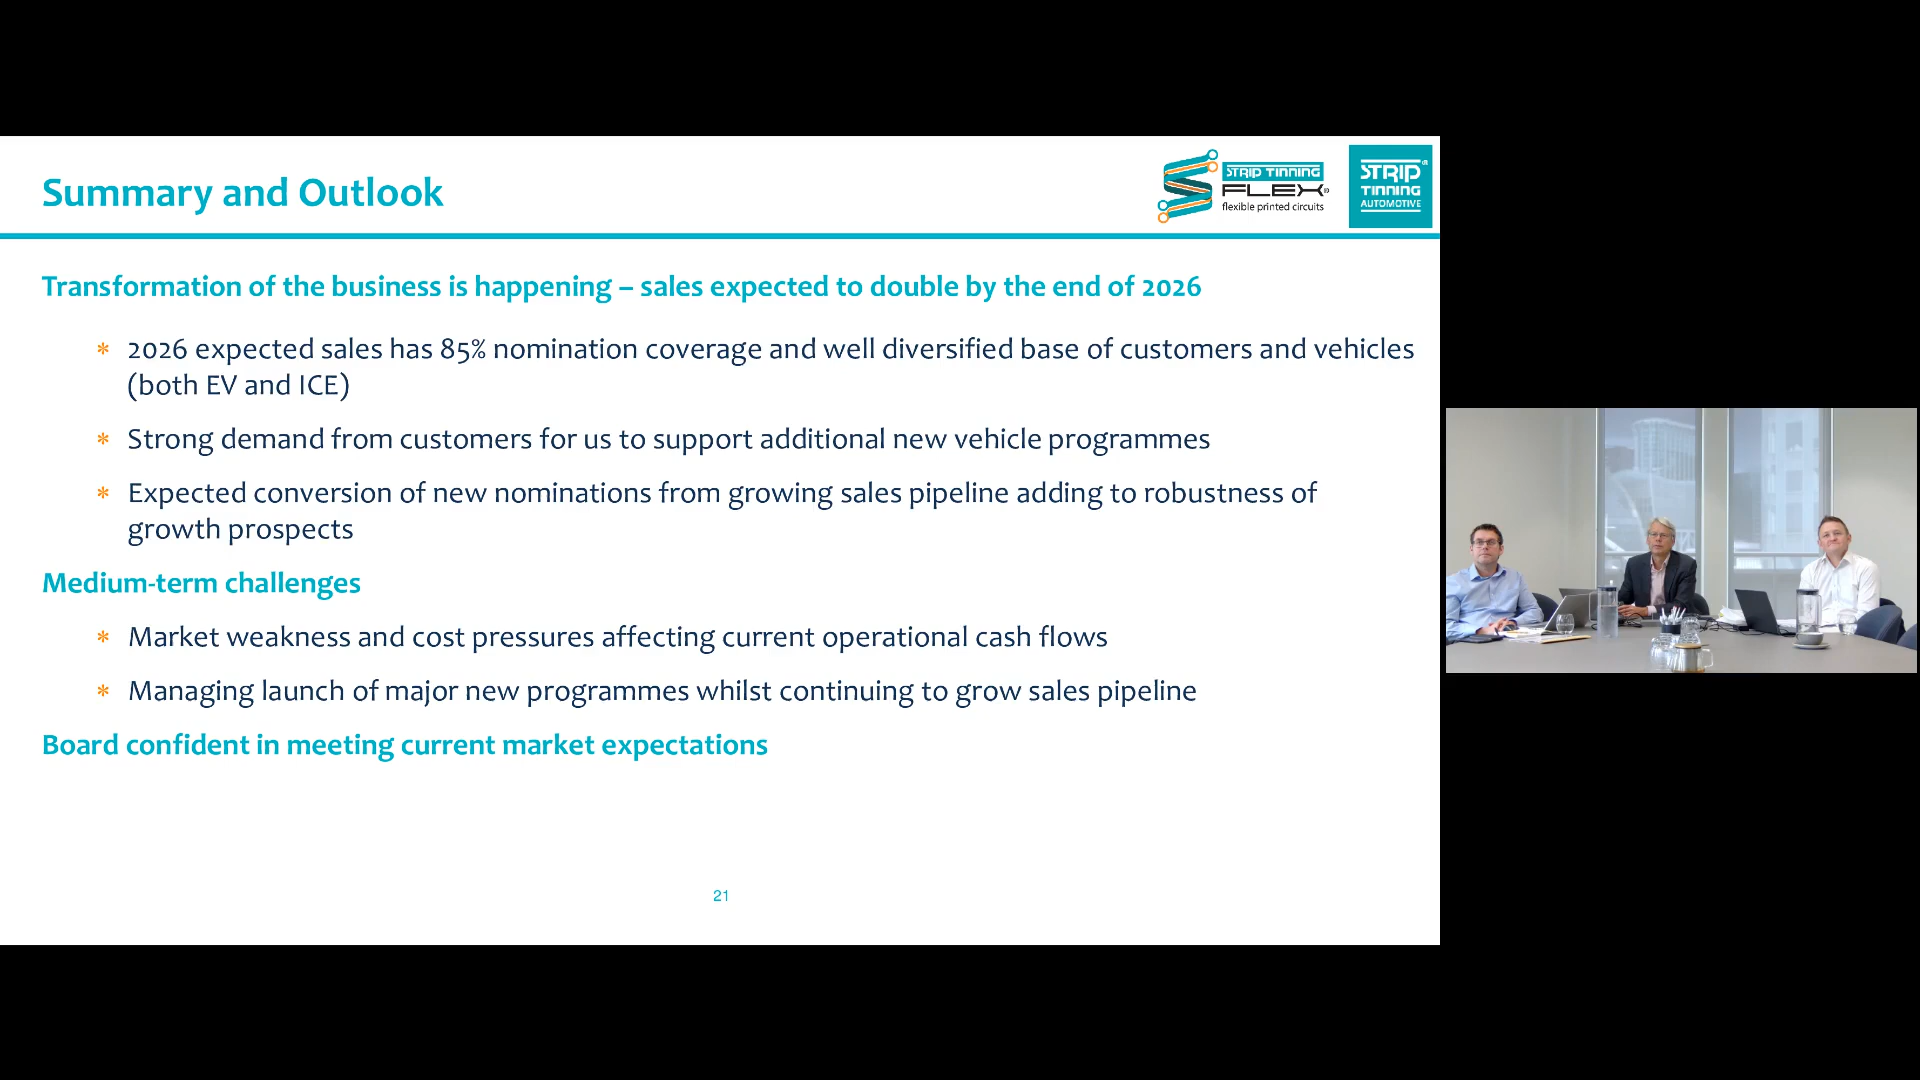 Summary and Outlook
STRIP TINNING
FLEX®
flexible printed circuits
STRIP®
TINNING
AUTOMOTIVE
Transformation of the business is happening – sales expected to double by the end of 2026
* 2026 expected sales has 85% nomination coverage and well diversified base of customers and vehicles
(both EV and ICE)
* Strong demand from customers for us to support additional new vehicle programmes
* Expected conversion of new nominations from growing sales pipeline adding to robustness of
growth prospects
Medium-term challenges
* Market weakness and cost pressures affecting current operational cash flows
* Managing launch of major new programmes whilst continuing to grow sales pipeline
Board confident in meeting current market expectations
21